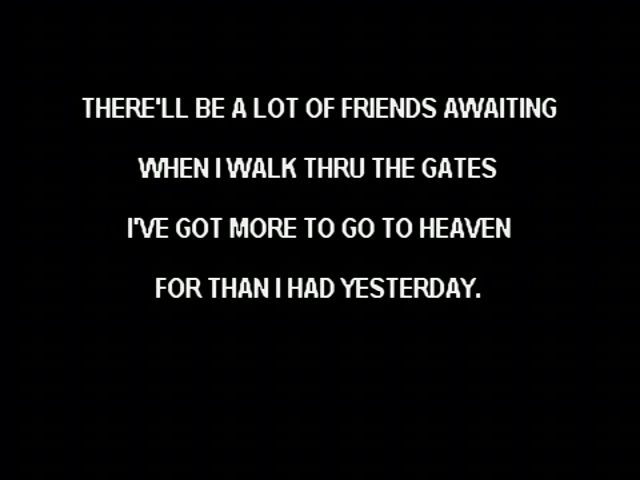 THERE'LL BE A LOT OF FRIENDS AWAITING
WHEN I WALK THRU THE GATES
I'VE GOT MORE TO GO TO HEAVEN
FOR THAN I HAD YESTERDAY.